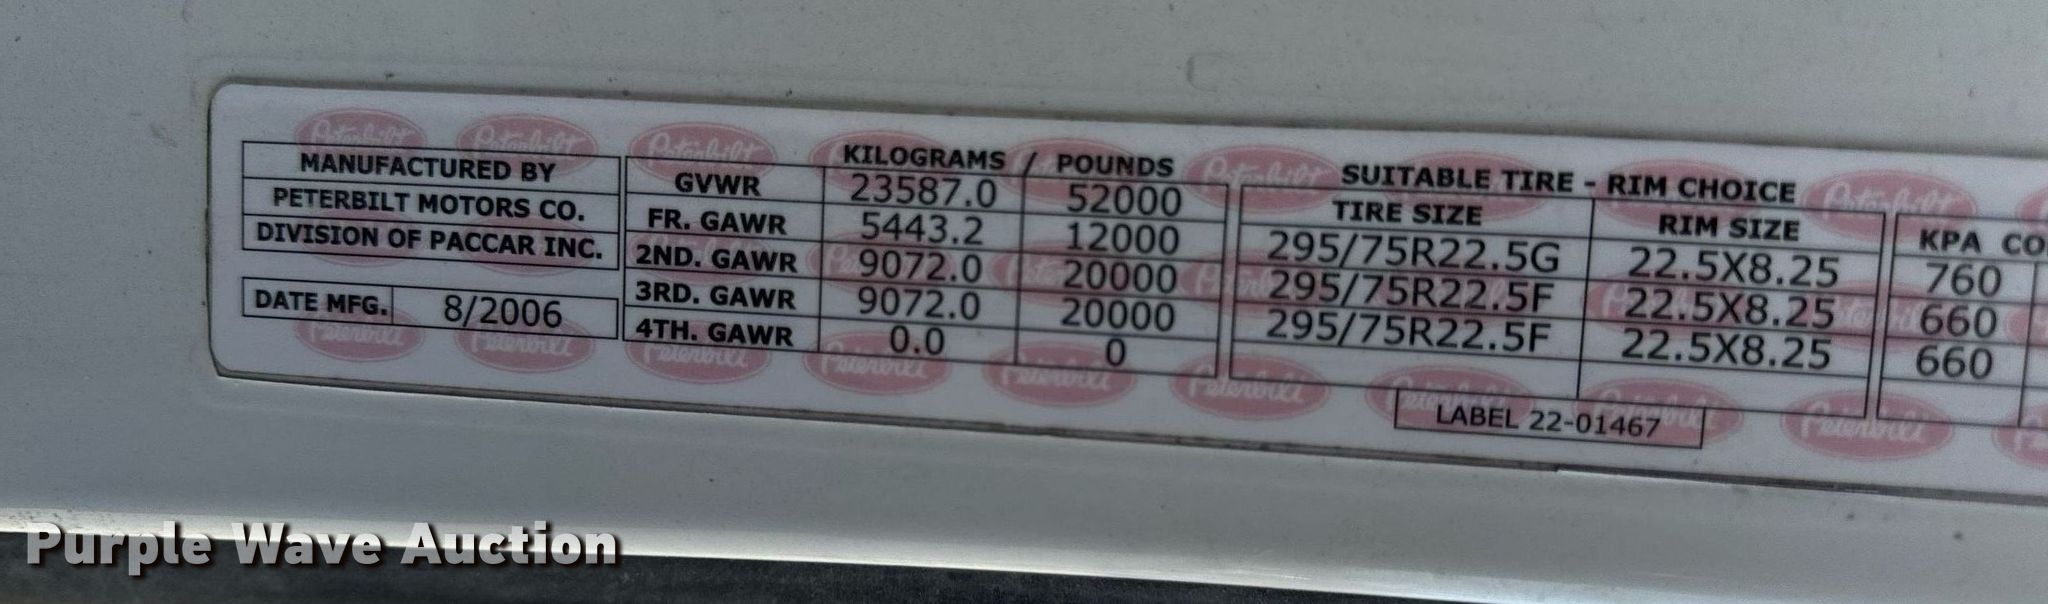 MANUFACTURED BY
PETERBILT MOTORS CO.
DIVISION OF PACCAR INC.
DATE MFG. 8/2006
KILOGRAMS / POUNDS
GVWR 23587.0 52000
FR. GAWR 5443.2 12000
2ND. GAWR 9072.0 20000
3RD. GAWR 9072.0 20000
4TH. GAWR 0.0 0
SUITABLE TIRE - RIM CHOICE
TIRE SIZE RIM SIZE
295/75R22.5G 22.5X8.25
295/75R22.5F 22.5X8.25
295/75R22.5F 22.5X8.25
KPA
760
660
660
LABEL 22-01467
Peterbilt
Purple Wave Auction